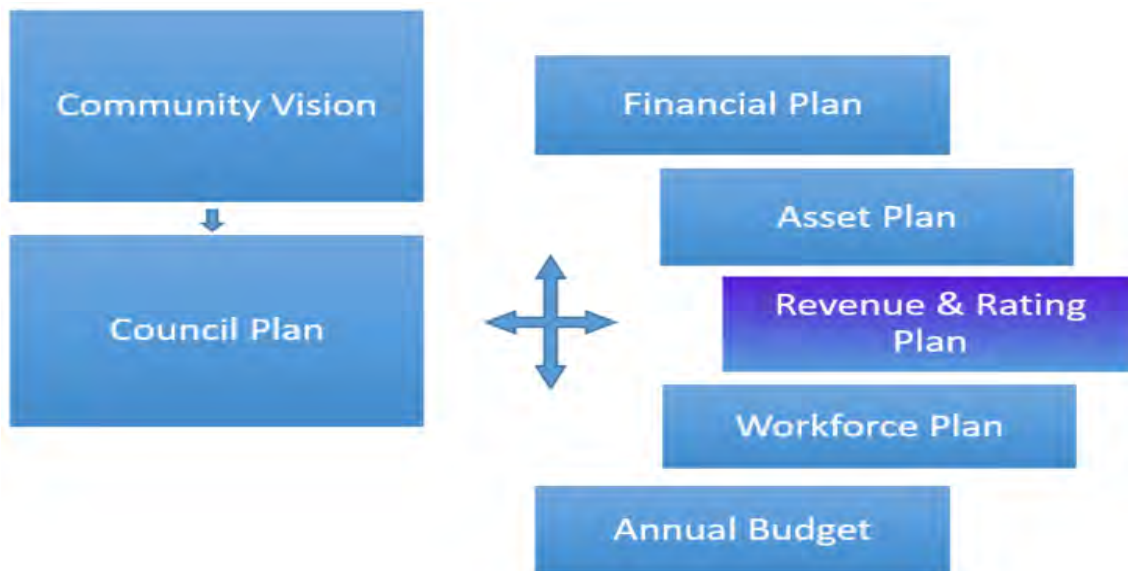 Community Vision
Council Plan
Financial Plan
Asset Plan
Revenue & Rating
Plan
Workforce Plan
Annual Budget